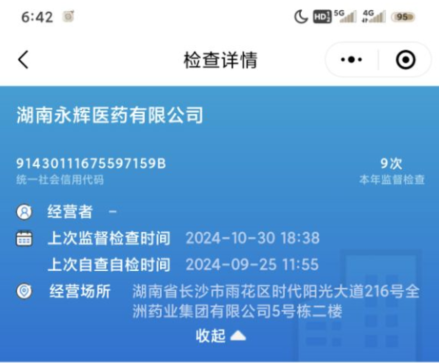 6:42 HD 5G 4G 95
检查详情
湖南永辉医药有限公司
91430111675597159B 9次
统一社会信用代码 本年监督检查
经营者 -
上次监督检查时间 2024-10-30 18:38
上次自查自检时间 2024-09-25 11:55
经营场所 湖南省长沙市雨花区时代阳光大道216号全
洲药业集团有限公司5号栋二楼
收起